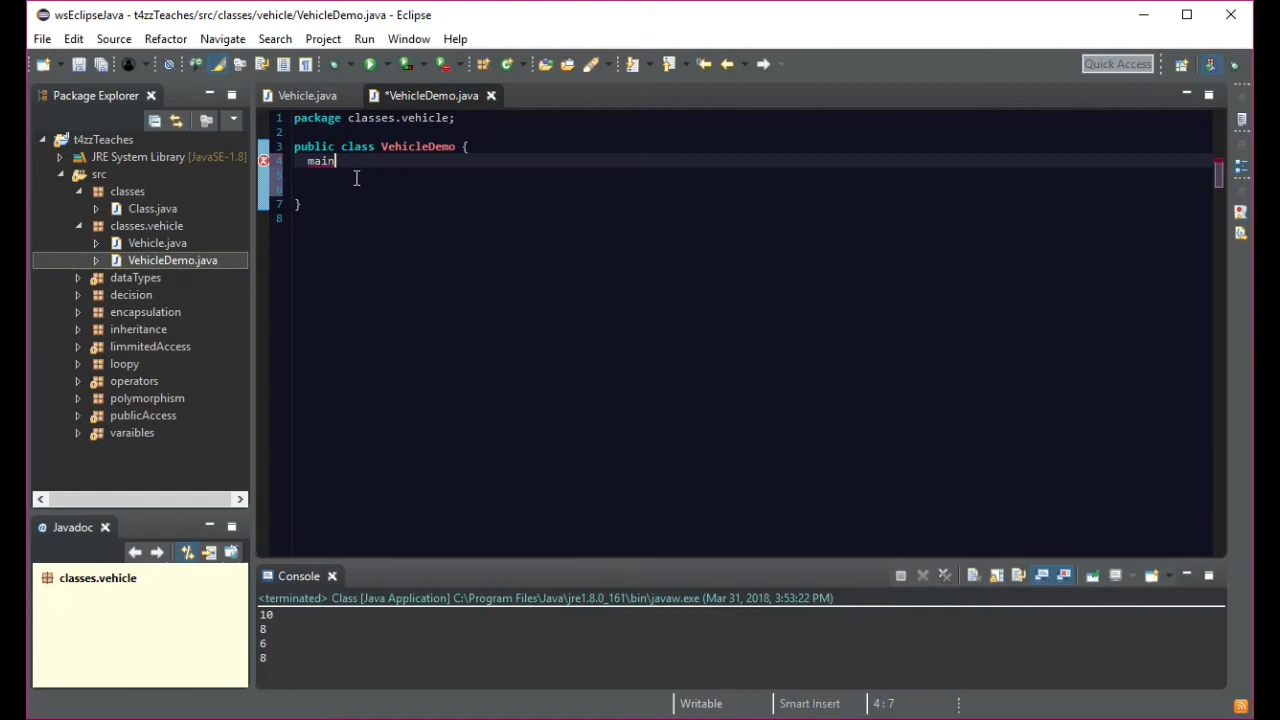 wsEclipseJava - t4zzTeaches/src/classes/vehicle/VehicleDemo.java - Eclipse
File Edit Source Refactor Navigate Search Project Run Window Help
Quick Access
Package Explorer
t4zzTeaches
JRE System Library [JavaSE-1.8]
src
classes
Class.java
classes.vehicle
Vehicle.java
VehicleDemo.java
dataTypes
decision
encapsulation
inheritance
limmitedAccess
loopy
operators
polymorphism
publicAccess
varaibles
Javadoc
classes.vehicle
Vehicle.java *VehicleDemo.java
1 package classes.vehicle;
2
3 public class VehicleDemo {
4 main
5
6
7 }
8
Console
<terminated> Class [Java Application] C:\Program Files\Java\jre1.8.0_161\bin\javaw.exe (Mar 31, 2018, 3:53:22 PM)
10
8
6
8
Writable Smart Insert 4:7